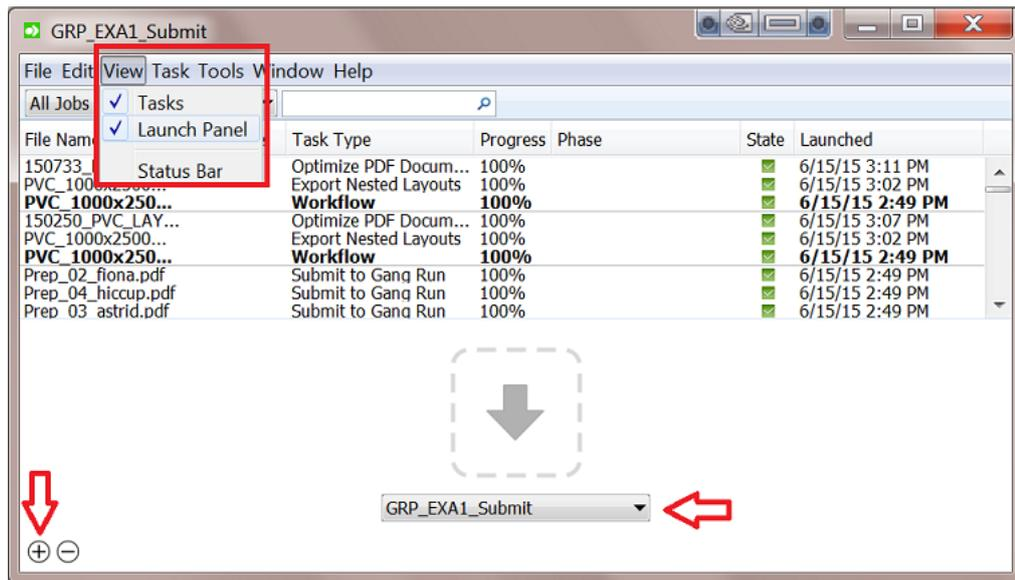 GRP_EXA1_Submit
File Edit View Task Tools Window Help
All Jobs
Tasks
Launch Panel
Status Bar
File Nam Task Type Progress Phase State Launched
150733_ Optimize PDF Docum... 100% 6/15/15 3:11 PM
PVC_1000x2500... Export Nested Layouts 100% 6/15/15 3:02 PM
PVC_1000x250... Workflow 100% 6/15/15 2:49 PM
150250_PVC_LAY... Optimize PDF Docum... 100% 6/15/15 3:07 PM
PVC_1000x2500... Export Nested Layouts 100% 6/15/15 3:02 PM
PVC_1000x250... Workflow 100% 6/15/15 2:49 PM
Prep_02_fiona.pdf Submit to Gang Run 100% 6/15/15 2:49 PM
Prep_04_hiccup.pdf Submit to Gang Run 100% 6/15/15 2:49 PM
Prep_03_astrid.pdf Submit to Gang Run 100% 6/15/15 2:49 PM
GRP_EXA1_Submit